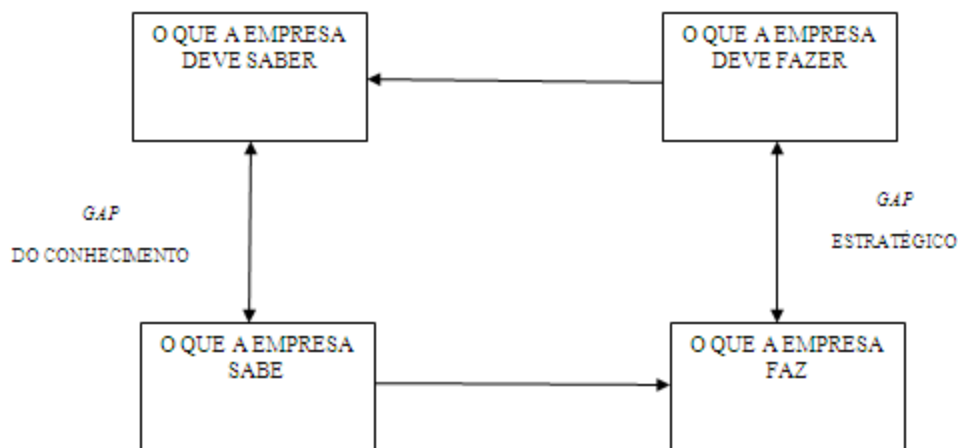 O QUE A EMPRESA
DEVE SABER
O QUE A EMPRESA
DEVE FAZER
GAP
DO CONHECIMENTO
GAP
ESTRATÉGICO
O QUE A EMPRESA
SABE
O QUE A EMPRESA
FAZ